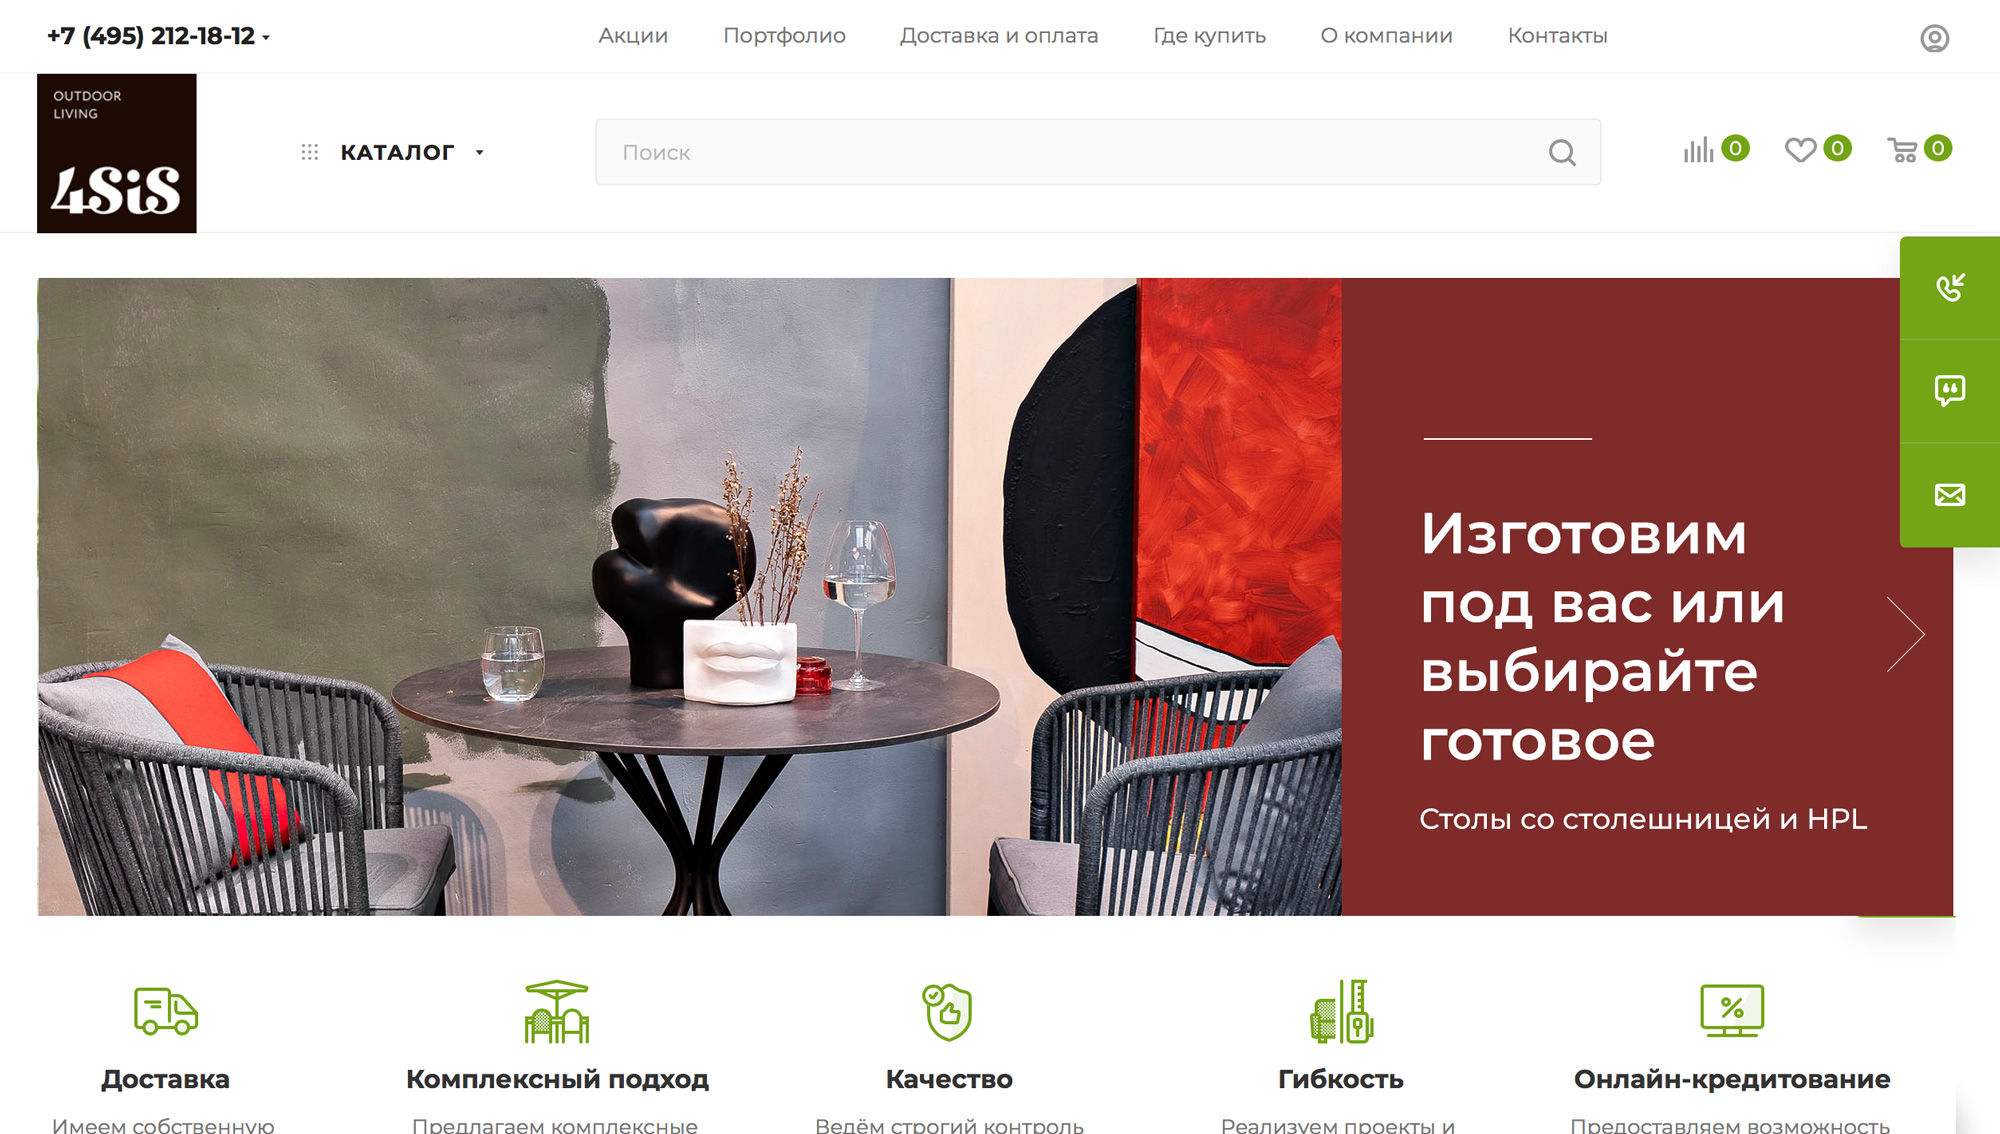 +7 (495) 212-18-12
Акции
Портфолио
Доставка и оплата
Где купить
О компании
Контакты
OUTDOOR
LIVING
4SiS
КАТАЛОГ
Поиск
0
0
0
Изготовим
под вас или
выбирайте
готовое
Столы со столешницей и HPL
%
Доставка
Комплексный подход
Качество
Гибкость
Онлайн-кредитование
Имеем собственную
Предлагаем комплексные
Ведём строгий контроль
Реализуем проекты и
Предоставляем возможность